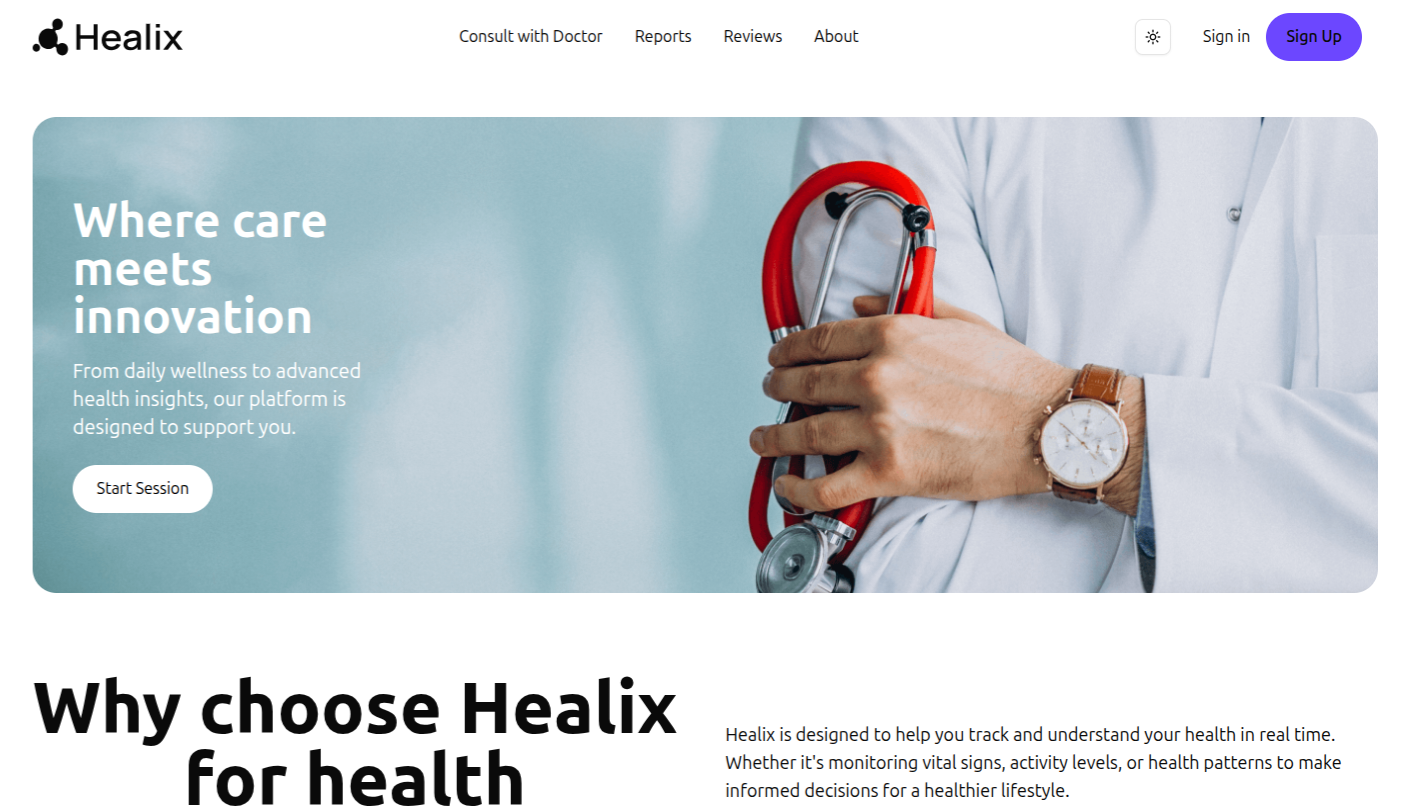 Healix
Consult with Doctor
Reports
Reviews
About
Sign in
Sign Up
Where care
meets
innovation
From daily wellness to advanced
health insights, our platform is
designed to support you.
Start Session
Why choose Healix
for health
Healix is designed to help you track and understand your health in real time.
Whether it's monitoring vital signs, activity levels, or health patterns to make
informed decisions for a healthier lifestyle.